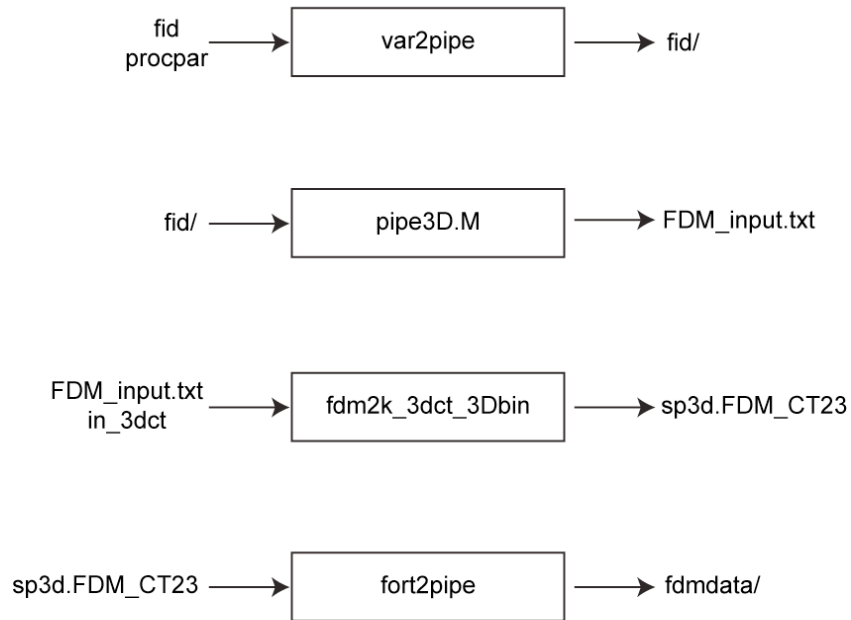 fid
procpar
var2pipe
fid/
fid/
pipe3D.M
FDM_input.txt
FDM_input.txt
in_3dct
fdm2k_3dct_3Dbin
sp3d.FDM_CT23
sp3d.FDM_CT23
fort2pipe
fdmdata/